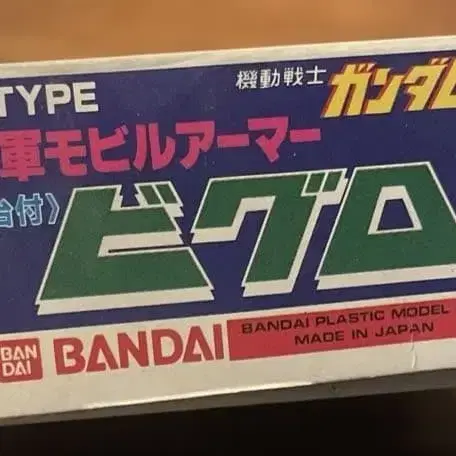 TYPE
機動戦士 ガンダム
軍モビルアーマー
台付〉
ビグロ
BAN
DAI
BANDAI
BANDAI PLASTIC MODEL
MADE IN JAPAN